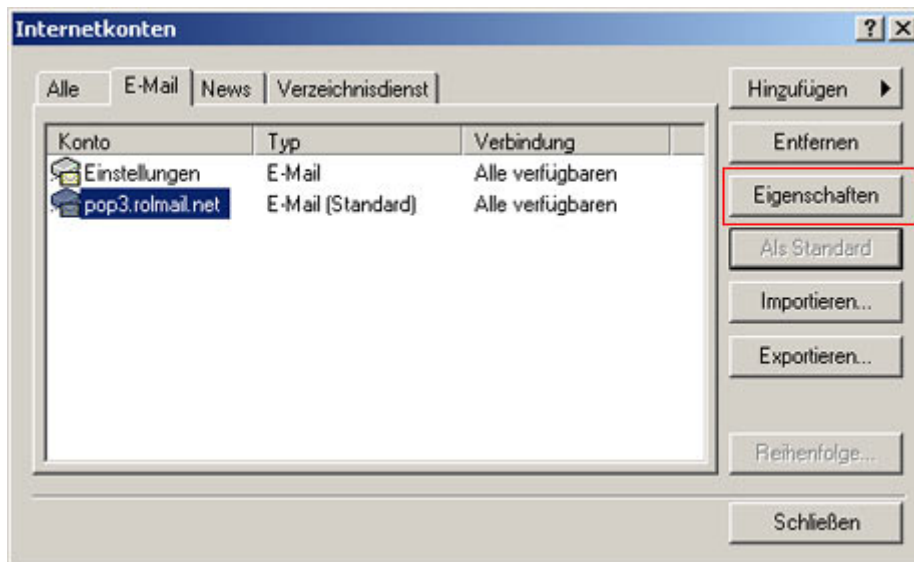 Internetkonten
Alle E-Mail News Verzeichnisdienst
Konto Typ Verbindung
Einstellungen E-Mail Alle verfügbaren
pop3.rolmail.net E-Mail (Standard) Alle verfügbaren
Hinzufügen
Entfernen
Eigenschaften
Als Standard
Importieren...
Exportieren...
Reihenfolge...
Schließen